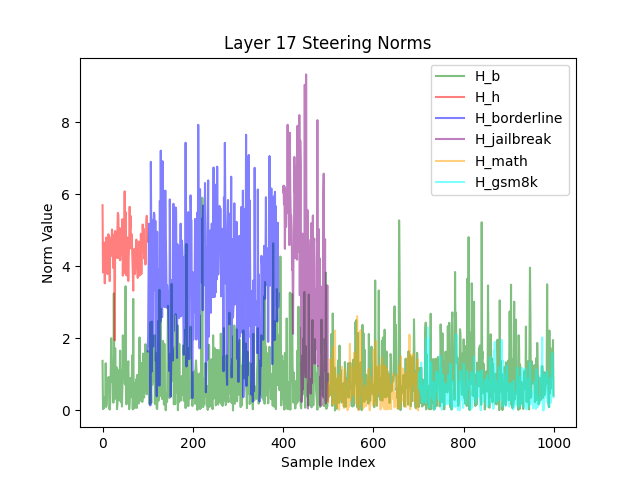 Layer 17 Steering Norms
H_b
H_h
H_borderline
H_jailbreak
H_math
H_gsm8k
Norm Value
8
6
4
2
0
0 200 400 600 800 1000
Sample Index